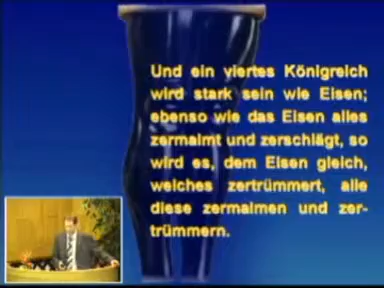 Und ein viertes Königreich
wird stark sein wie Eisen;
ebenso wie das Eisen alles
zermalmt und zerschlägt, so
wird es, dem Eisen gleich,
welches zertrümmert, alle
diese zermalmen und zer-
trümmern.